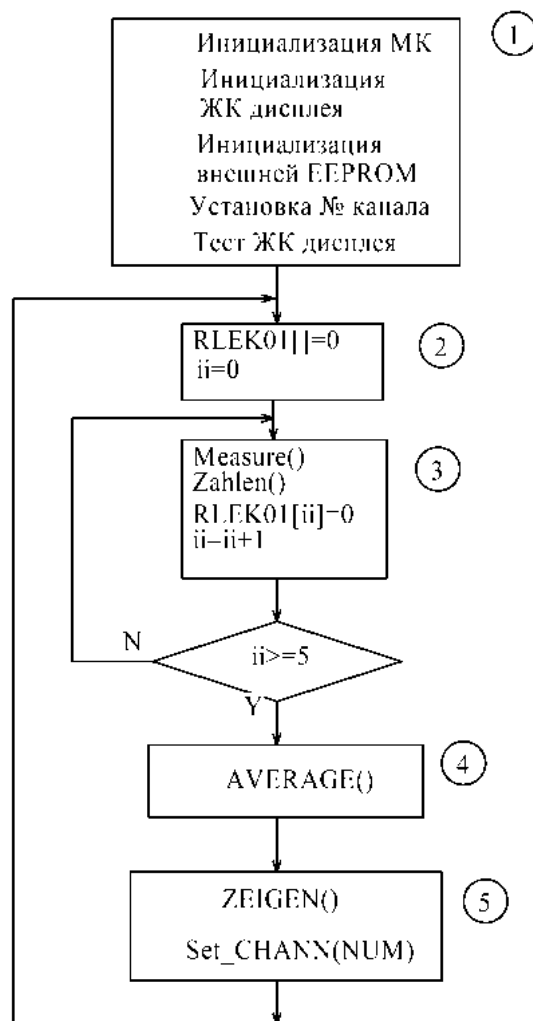 1
Инициализация МК
Инициализация
ЖК дисплея
Инициализация
внешней EEPROM
Установка № канала
Тест ЖК дисплея
RLEK01[]=0
ii=0
2
Measure()
Zahlen()
RLEK01[ii]=0
ii=ii+1
3
N
ii>=5
Y
AVERAGE()
4
ZEIGEN()
Set_CHANX(NUM)
5